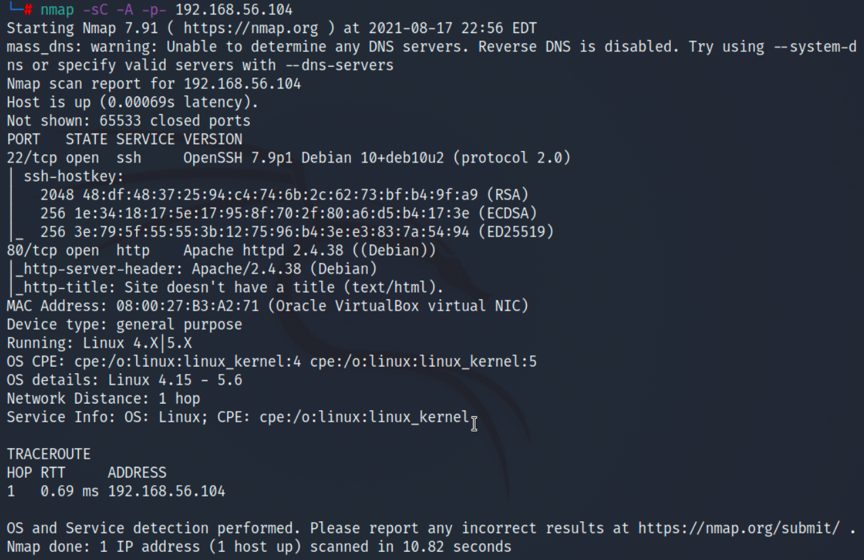 └─# nmap -sC -A -p- 192.168.56.104
Starting Nmap 7.91 ( https://nmap.org ) at 2021-08-17 22:56 EDT
mass_dns: warning: Unable to determine any DNS servers. Reverse DNS is disabled. Try using --system-d
ns or specify valid servers with --dns-servers
Nmap scan report for 192.168.56.104
Host is up (0.00069s latency).
Not shown: 65533 closed ports
PORT   STATE SERVICE VERSION
22/tcp open  ssh     OpenSSH 7.9p1 Debian 10+deb10u2 (protocol 2.0)
| ssh-hostkey:
|   2048 48:df:48:37:25:94:c4:74:6b:2c:62:73:bf:b4:9f:a9 (RSA)
|   256 1e:34:18:17:5e:17:95:8f:70:2f:80:a6:d5:b4:17:3e (ECDSA)
|_  256 3e:79:5f:55:55:3b:12:75:96:b4:3e:e3:83:7a:54:94 (ED25519)
80/tcp open  http    Apache httpd 2.4.38 ((Debian))
|_http-server-header: Apache/2.4.38 (Debian)
|_http-title: Site doesn't have a title (text/html).
MAC Address: 08:00:27:B3:A2:71 (Oracle VirtualBox virtual NIC)
Device type: general purpose
Running: Linux 4.X|5.X
OS CPE: cpe:/o:linux:linux_kernel:4 cpe:/o:linux:linux_kernel:5
OS details: Linux 4.15 - 5.6
Network Distance: 1 hop
Service Info: OS: Linux; CPE: cpe:/o:linux:linux_kernel
TRACEROUTE
HOP RTT     ADDRESS
1   0.69 ms 192.168.56.104
OS and Service detection performed. Please report any incorrect results at https://nmap.org/submit/ .
Nmap done: 1 IP address (1 host up) scanned in 10.82 seconds